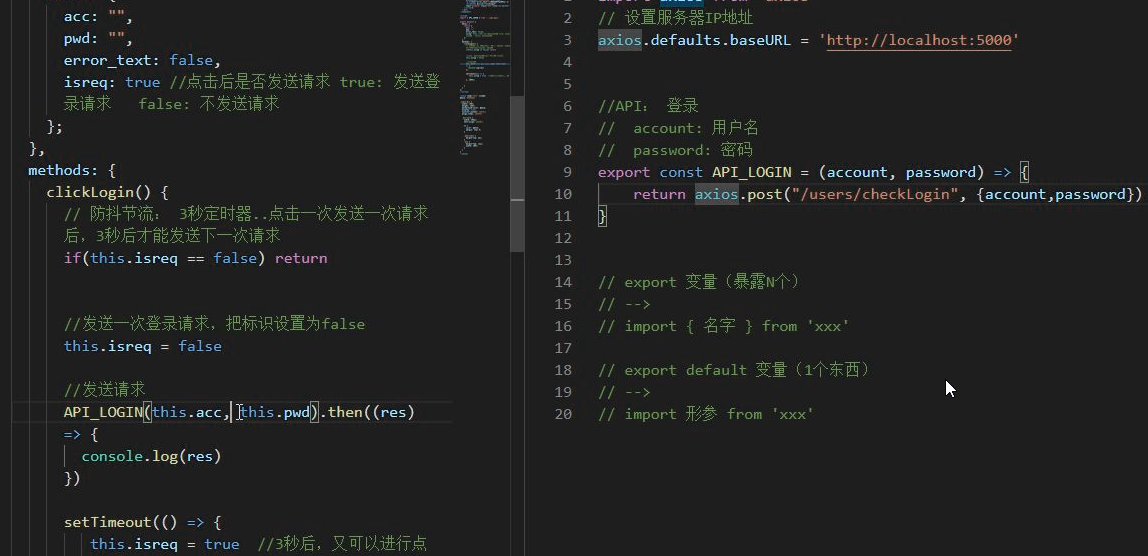 acc: "",
pwd: "",
error_text: false,
isreq: true //点击后是否发送请求 true: 发送登
录请求   false: 不发送请求
};
},
methods: {
clickLogin() {
// 防抖节流： 3秒定时器..点击一次发送一次请求
后，3秒后才能发送下一次请求
if(this.isreq == false) return
//发送一次登录请求，把标识设置为false
this.isreq = false
//发送请求
API_LOGIN(this.acc, this.pwd).then((res)
=> {
console.log(res)
})
setTimeout(() => {
this.isreq = true  //3秒后，又可以进行点
2 // 设置服务器IP地址
3 axios.defaults.baseURL = 'http://localhost:5000'
4
5
6 //API： 登录
7 //  account: 用户名
8 //  password: 密码
9 export const API_LOGIN = (account, password) => {
10 return axios.post("/users/checkLogin", {account,password})
11 }
12
13
14 // export 变量（暴露N个）
15 // -->
16 // import { 名字 } from 'xxx'
17
18 // export default 变量（1个东西）
19 // -->
20 // import 形参 from 'xxx'